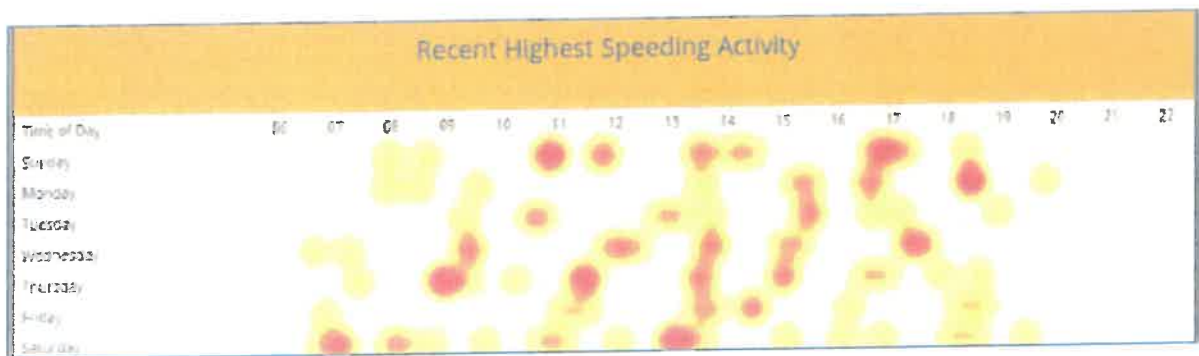 Recent Highest Speeding Activity
Time of Day 06 07 08 09 10 11 12 13 14 15 16 17 18 19 20 21 22
Sunday
Monday
Tuesday
Wednesday
Thursday
Friday
Saturday